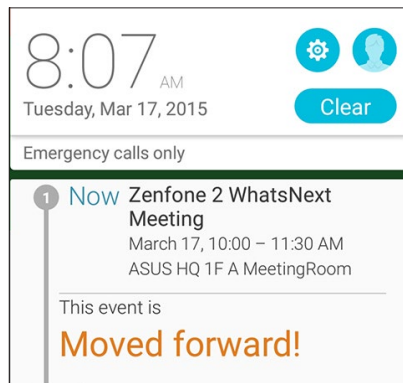 8:07 AM
Tuesday, Mar 17, 2015
Clear
Emergency calls only
1 Now Zenfone 2 WhatsNext
Meeting
March 17, 10:00 – 11:30 AM
ASUS HQ 1F A MeetingRoom
This event is
Moved forward!